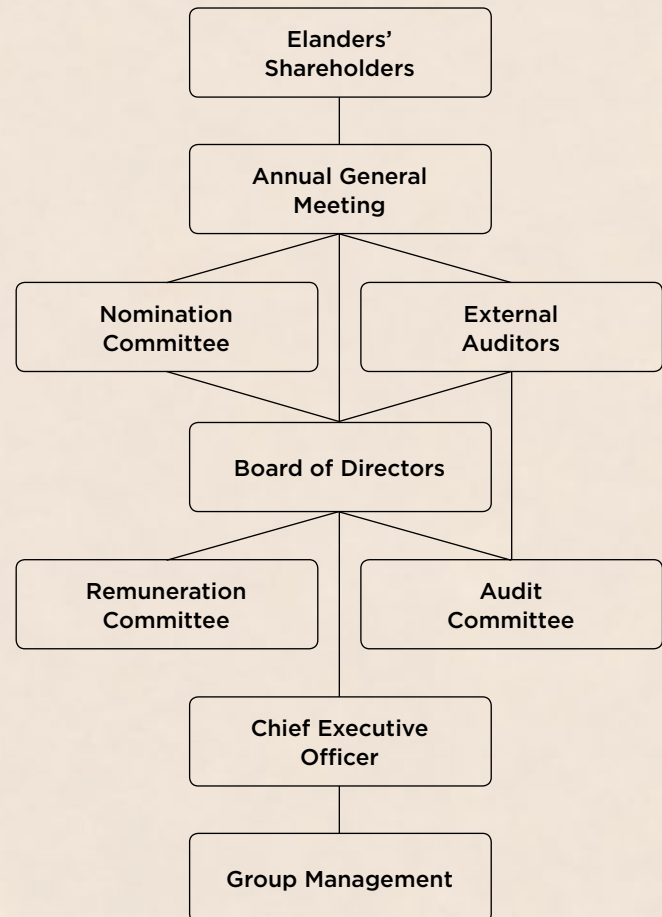 Elanders’
Shareholders
Annual General
Meeting
Nomination
Committee
External
Auditors
Board of Directors
Remuneration
Committee
Audit
Committee
Chief Executive
Officer
Group Management